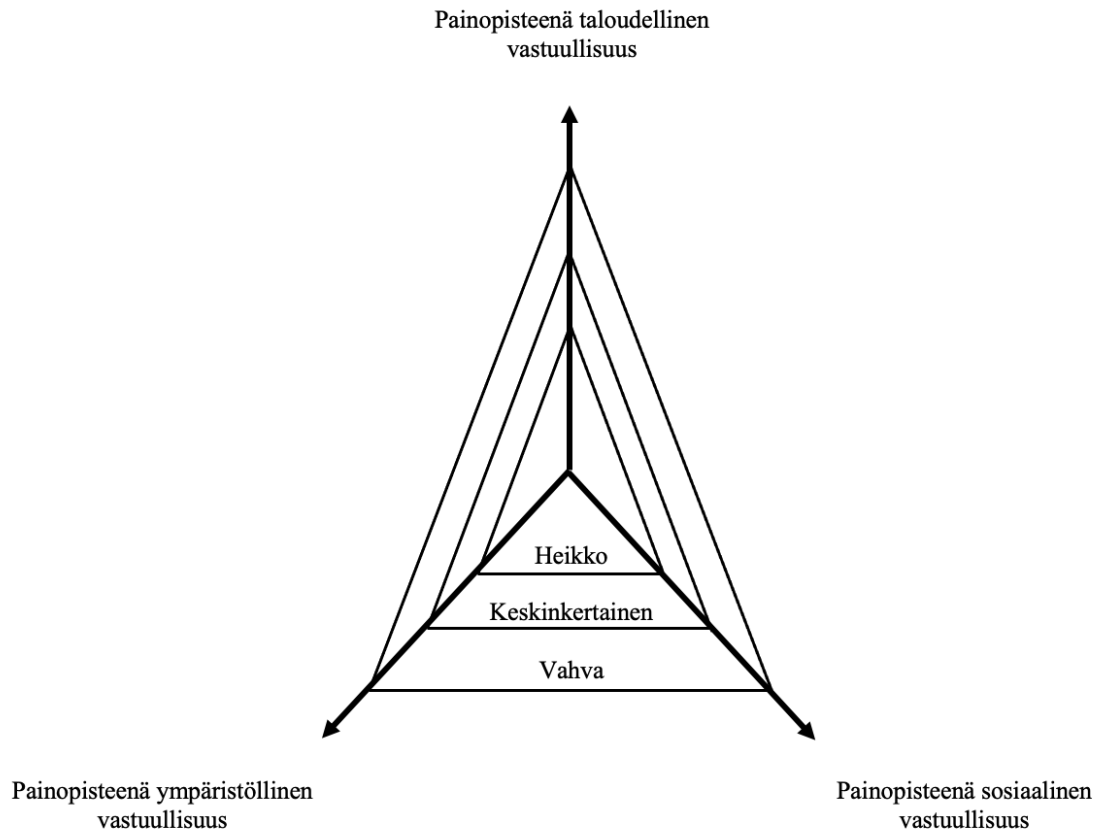 Painopisteenä taloudellinen
vastuullisuus
Heikko
Keskinkertainen
Vahva
Painopisteenä ympäristöllinen
vastuullisuus
Painopisteenä sosiaalinen
vastuullisuus